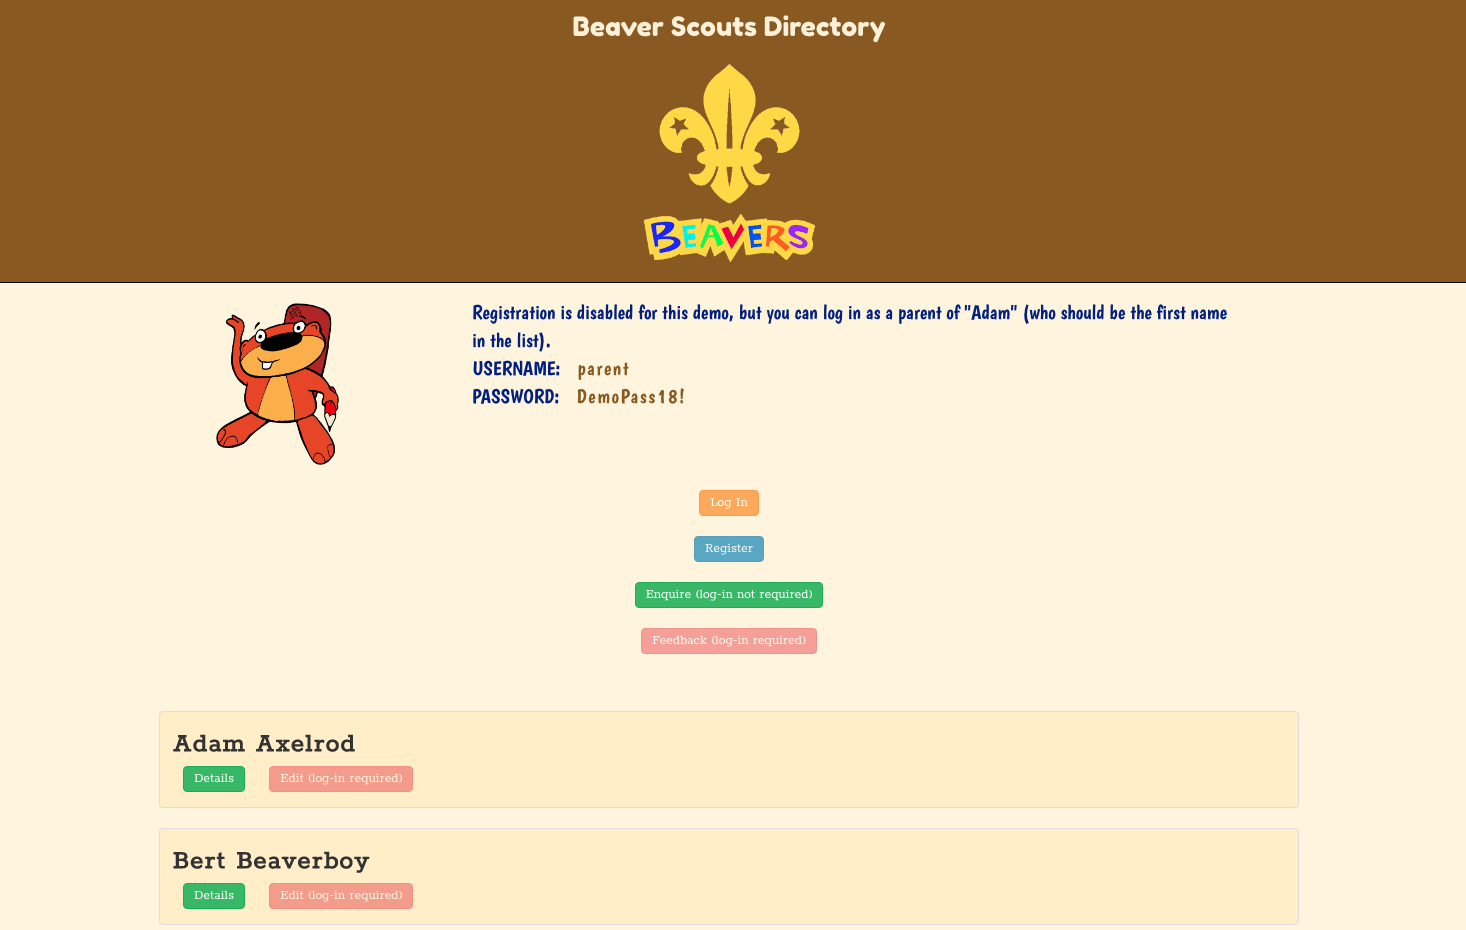 Beaver Scouts Directory
BEAVERS
Registration is disabled for this demo, but you can log in as a parent of "Adam" (who should be the first name
in the list).
USERNAME: parent
PASSWORD: DemoPass18!
Log In
Register
Enquire (log-in not required)
Feedback (log-in required)
Adam Axelrod
Details Edit (log-in required)
Bert Beaverboy
Details Edit (log-in required)